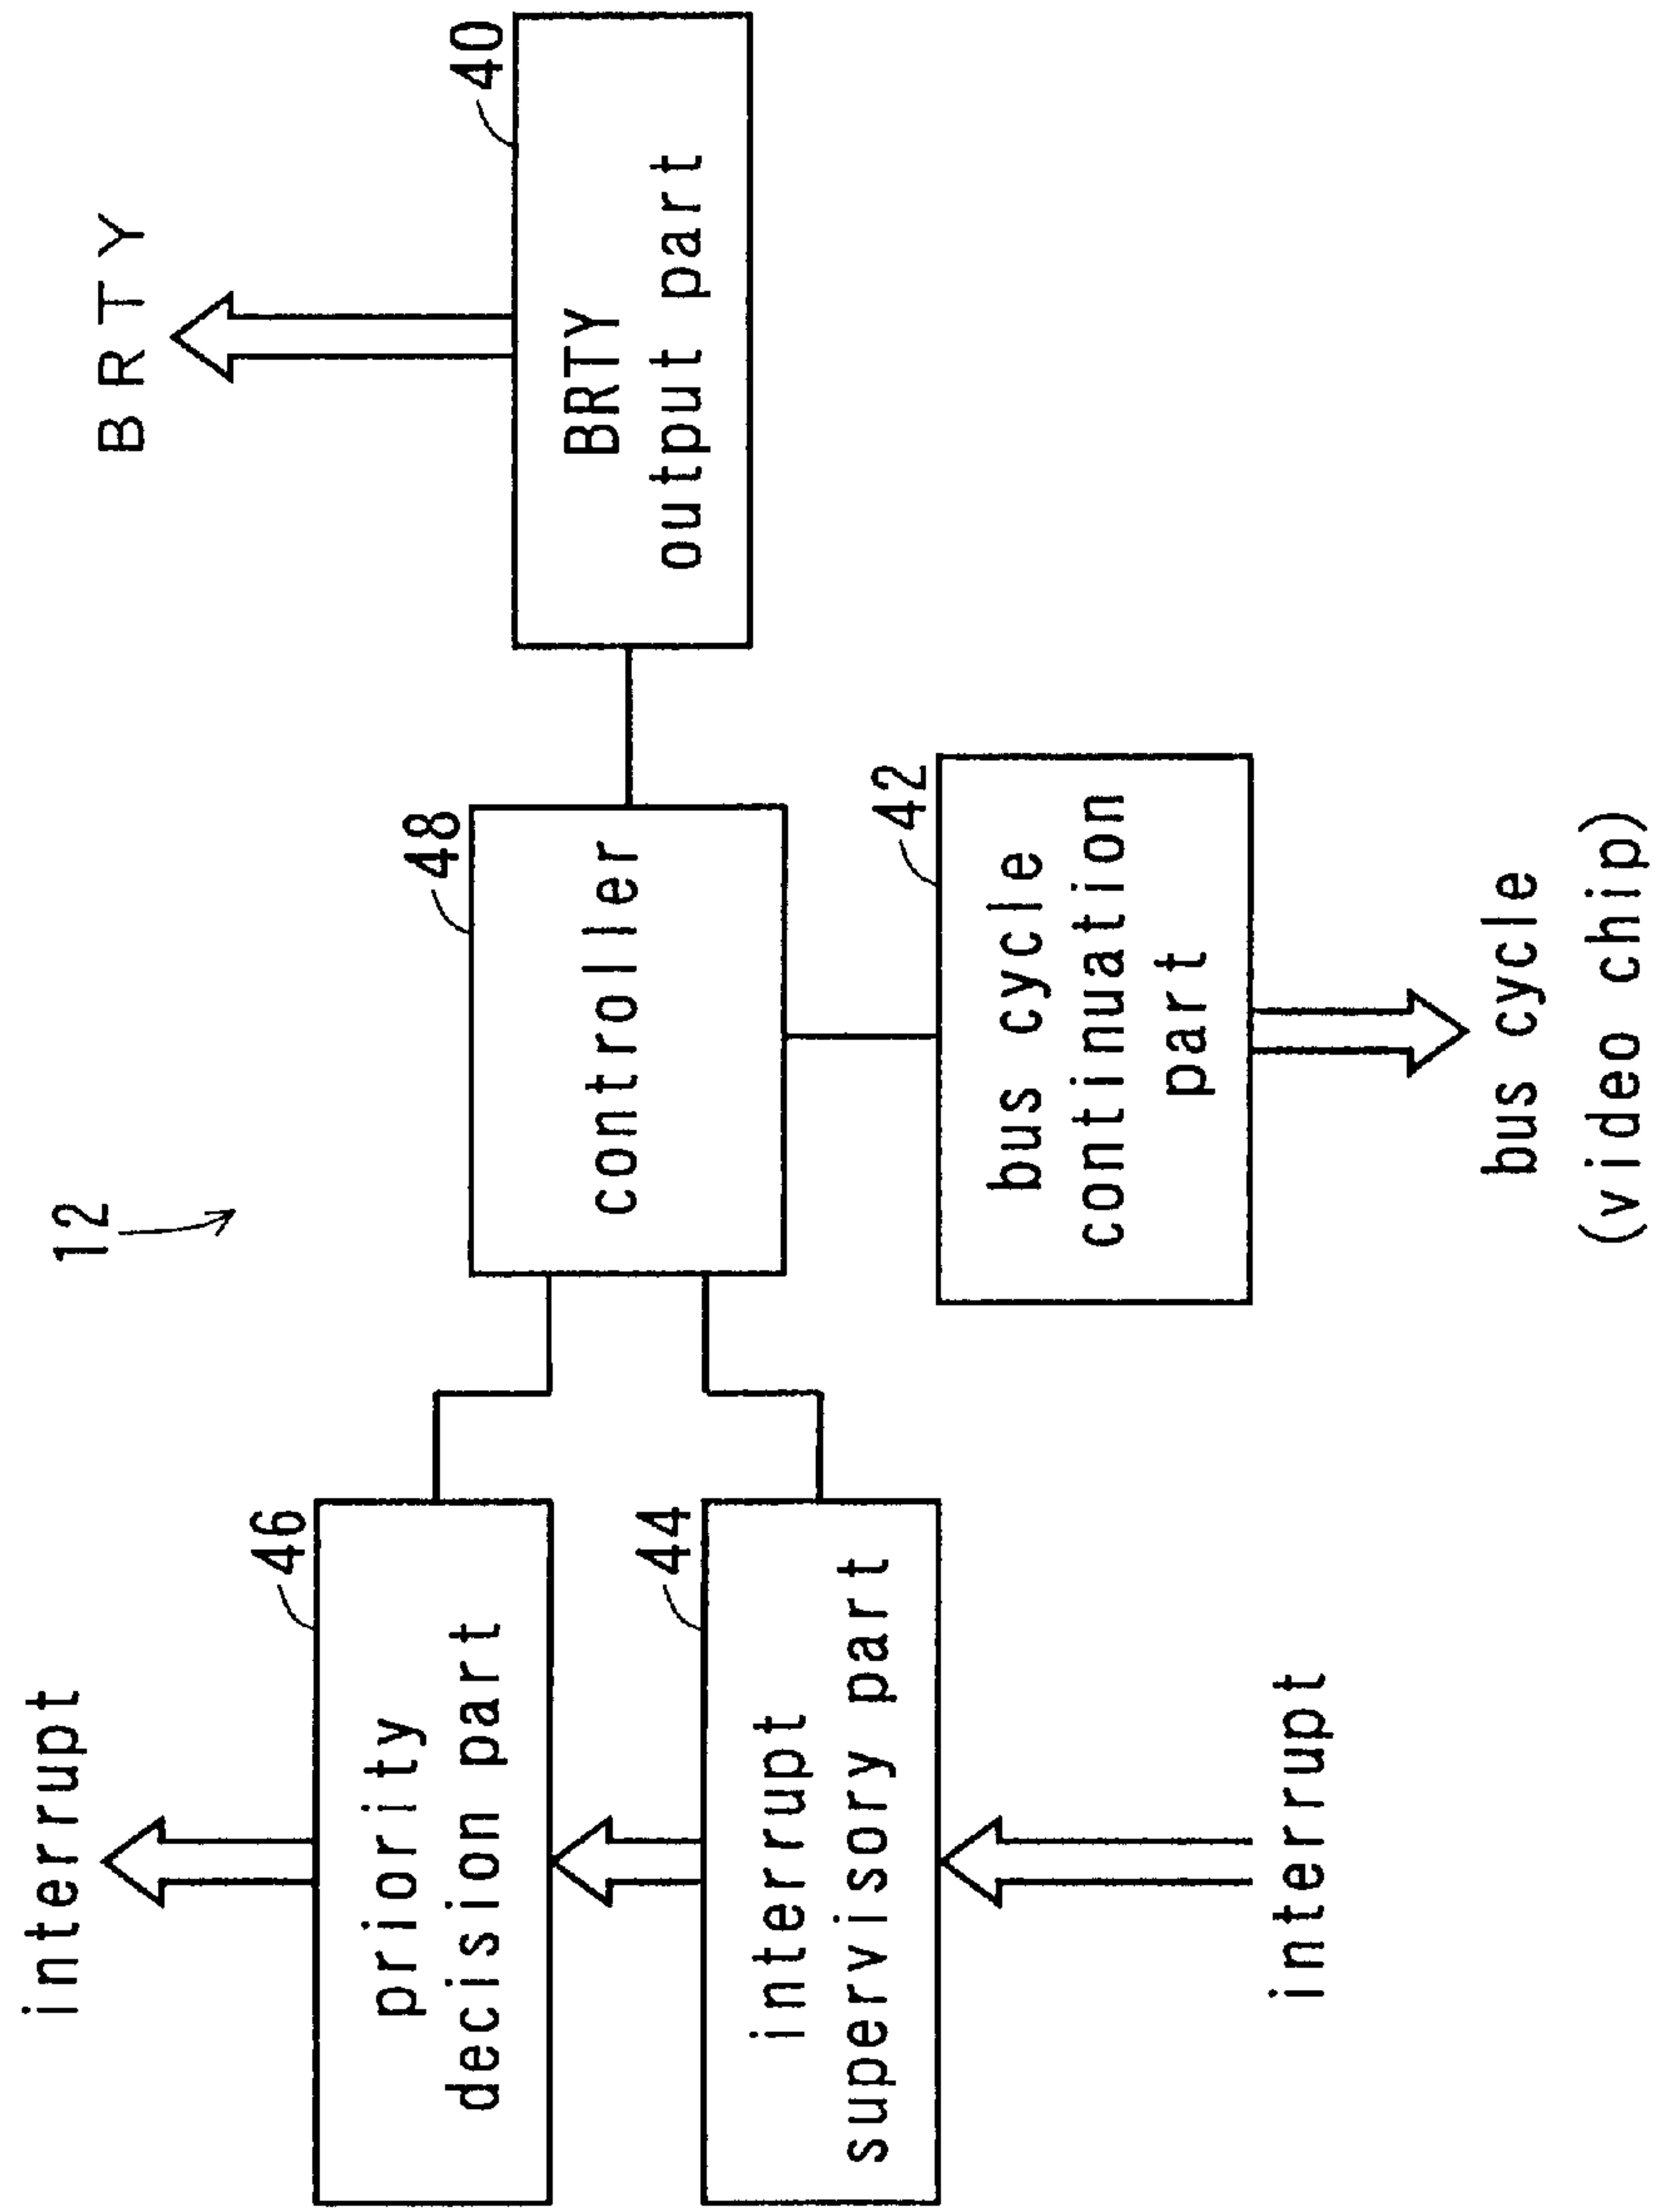 12
interrupt
46
priority
decision part
44
interrupt
supervisory part
interrupt
48
controller
42
bus cycle
continuation
part
bus cycle
(video chip)
BRTY
40
BRTY
output part